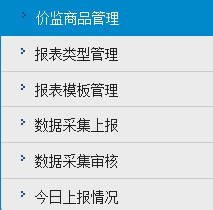 价监商品管理
报表类型管理
报表模板管理
数据采集上报
数据采集审核
今日上报情况